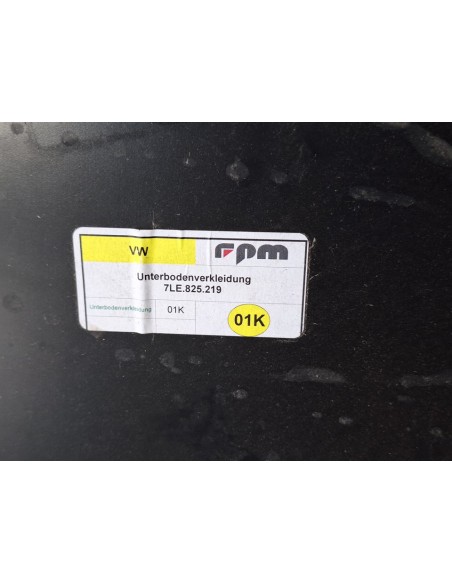 VW rpm
Unterbodenverkleidung
7LE.825.219
Unterbodenverkleidung 01K
01K